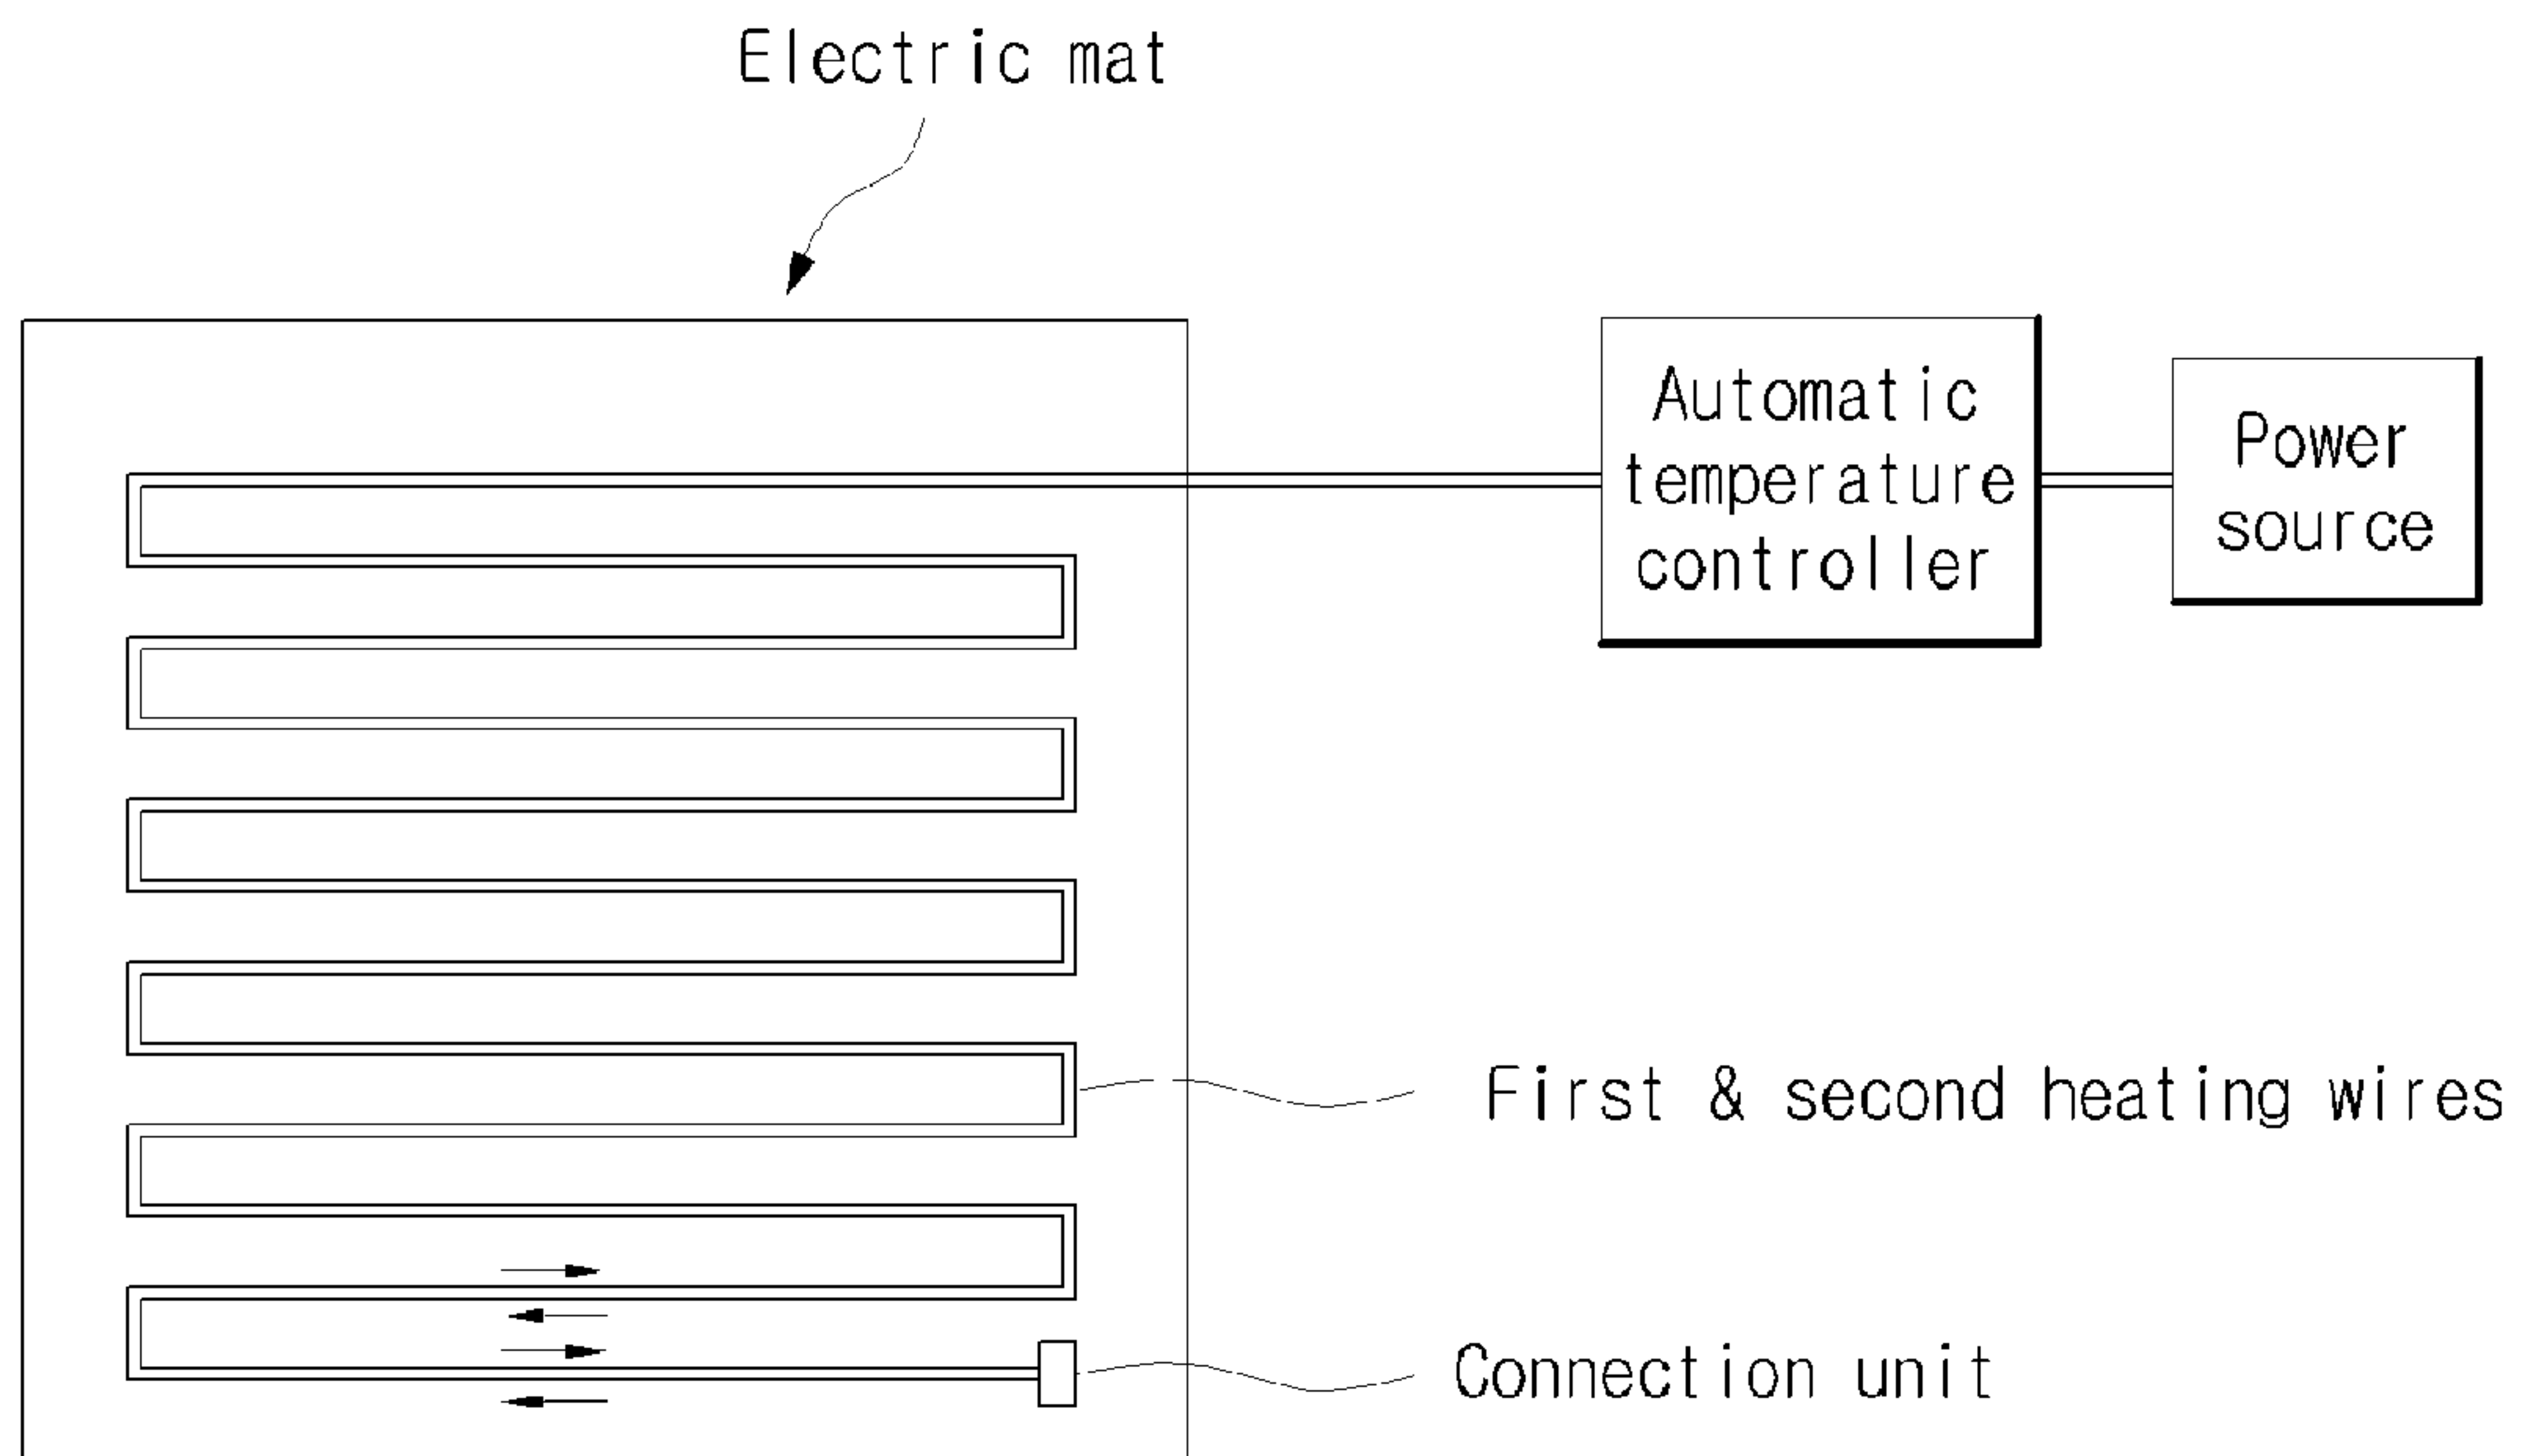 Electric mat
Automatic
temperature
controller
Power
source
First & second heating wires
Connection unit